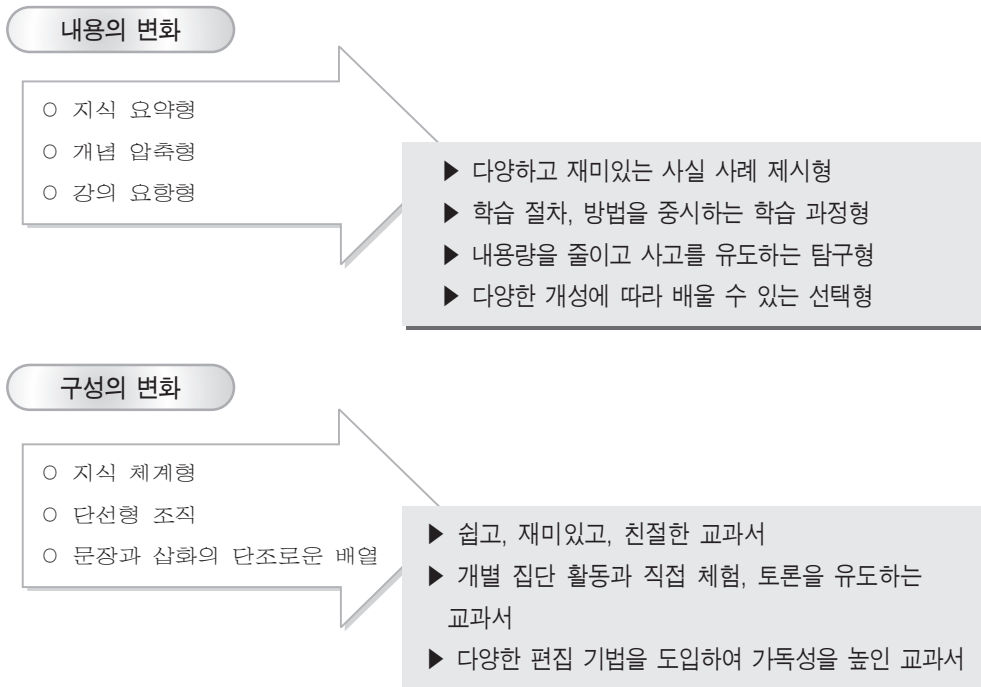 내용의 변화
○ 지식 요약형
○ 개념 압축형
○ 강의 요항형
▶ 다양하고 재미있는 사실 사례 제시형
▶ 학습 절차, 방법을 중시하는 학습 과정형
▶ 내용량을 줄이고 사고를 유도하는 탐구형
▶ 다양한 개성에 따라 배울 수 있는 선택형
구성의 변화
○ 지식 체계형
○ 단선형 조직
○ 문장과 삽화의 단조로운 배열
▶ 쉽고, 재미있고, 친절한 교과서
▶ 개별 집단 활동과 직접 체험, 토론을 유도하는
교과서
▶ 다양한 편집 기법을 도입하여 가독성을 높인 교과서